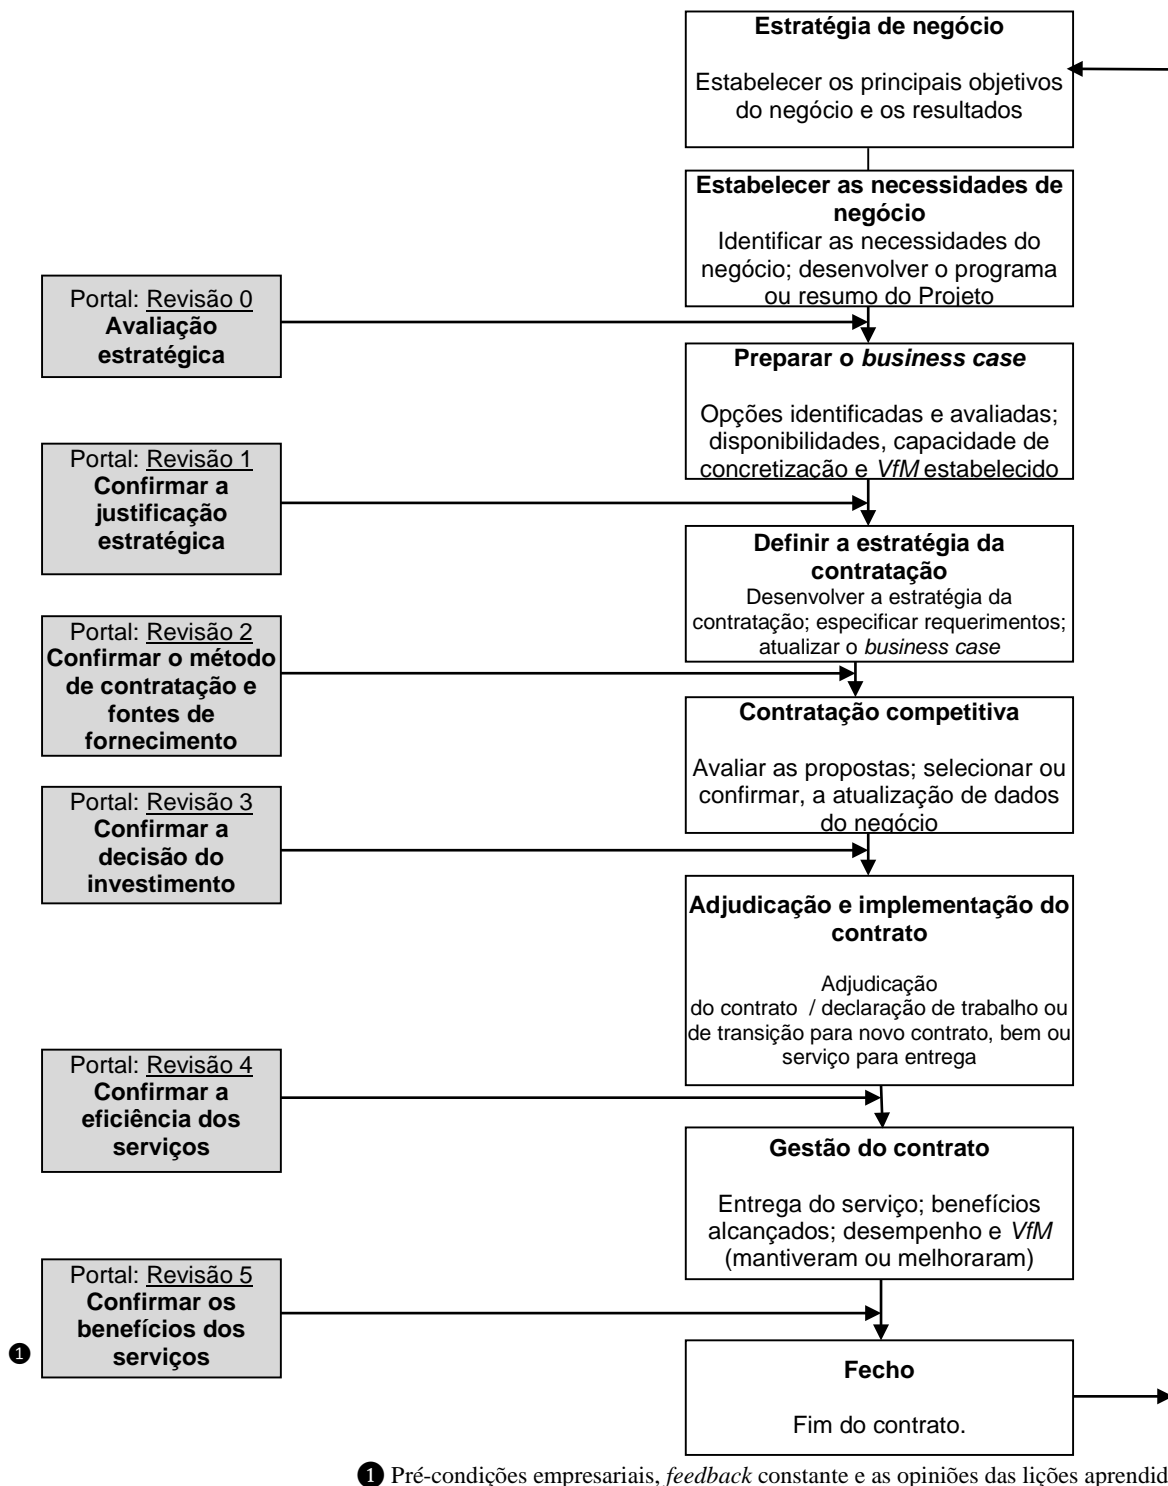 Estratégia de negócio
Estabelecer os principais objetivos
do negócio e os resultados
Estabelecer as necessidades de
negócio
Identificar as necessidades do
negócio; desenvolver o programa
ou resumo do Projeto
Portal: Revisão 0
Avaliação
estratégica
Preparar o business case
Opções identificadas e avaliadas;
disponibilidades, capacidade de
concretização e VfM estabelecido
Portal: Revisão 1
Confirmar a
justificação
estratégica
Definir a estratégia da
contratação
Desenvolver a estratégia da
contratação; especificar requerimentos;
atualizar o business case
Portal: Revisão 2
Confirmar o método
de contratação e
fontes de
fornecimento
Contratação competitiva
Avaliar as propostas; selecionar ou
confirmar, a atualização de dados
do negócio
Portal: Revisão 3
Confirmar a
decisão do
investimento
Adjudicação e implementação do
contrato
Adjudicação
do contrato / declaração de trabalho ou
de transição para novo contrato, bem ou
serviço para entrega
Portal: Revisão 4
Confirmar a
eficiência dos
serviços
Gestão do contrato
Entrega do serviço; benefícios
alcançados; desempenho e VfM
(mantiveram ou melhoraram)
Portal: Revisão 5
Confirmar os
benefícios dos
serviços
❶
Fecho
Fim do contrato.
❶ Pré-condições empresariais, feedback constante e as opiniões das lições aprendid